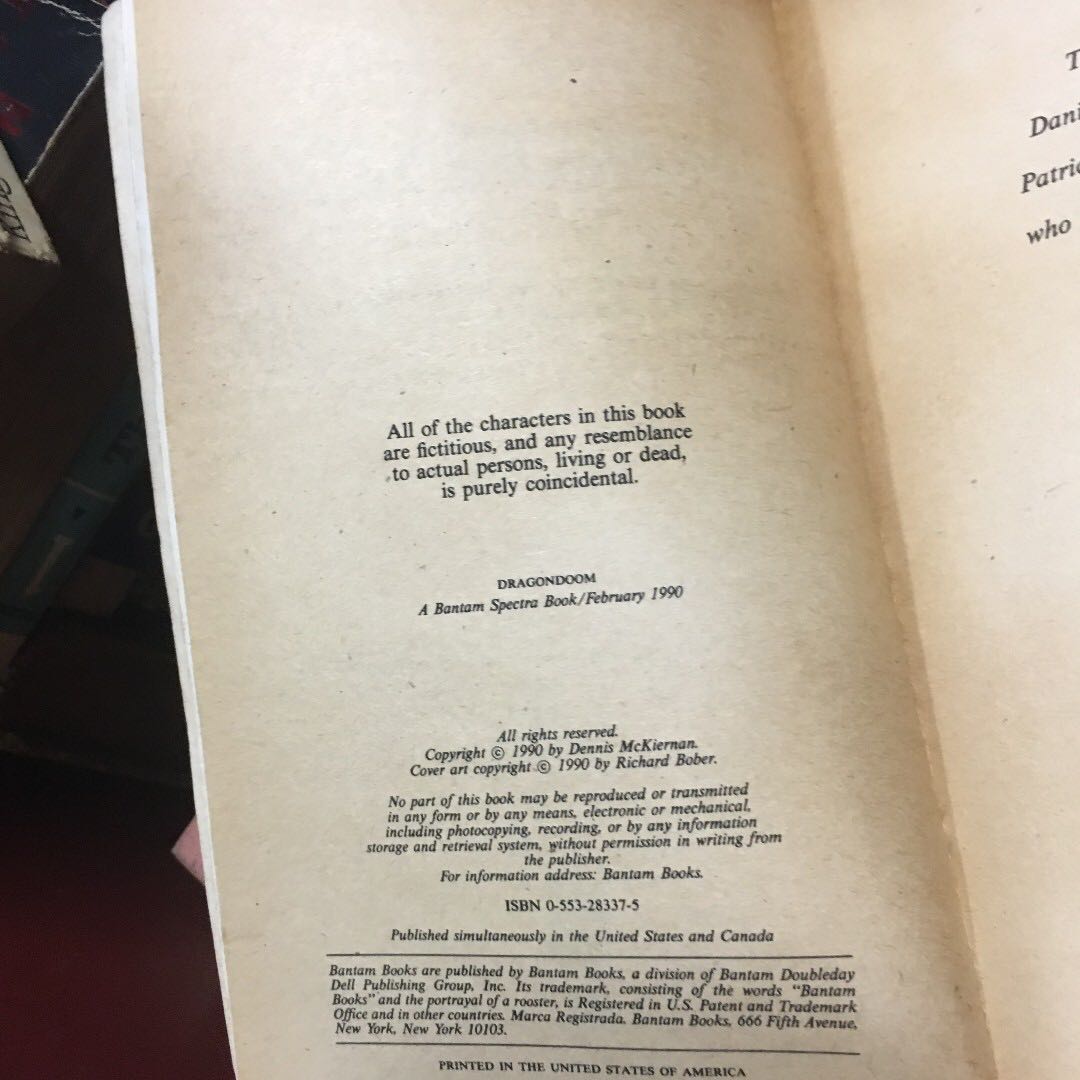 All of the characters in this book
are fictitious, and any resemblance
to actual persons, living or dead,
is purely coincidental.
DRAGONDOOM
A Bantam Spectra Book/February 1990
All rights reserved.
Copyright © 1990 by Dennis McKiernan.
Cover art copyright © 1990 by Richard Bober.
No part of this book may be reproduced or transmitted
in any form or by any means, electronic or mechanical,
including photocopying, recording, or by any information
storage and retrieval system, without permission in writing from
the publisher.
For information address: Bantam Books.
ISBN 0-553-28337-5
Published simultaneously in the United States and Canada
Bantam Books are published by Bantam Books, a division of Bantam Doubleday
Dell Publishing Group, Inc. Its trademark, consisting of the words "Bantam
Books" and the portrayal of a rooster, is Registered in U.S. Patent and Trademark
Office and in other countries. Marca Registrada. Bantam Books, 666 Fifth Avenue,
New York, New York 10103.
PRINTED IN THE UNITED STATES OF AMERICA
T
Dani
Patri
who